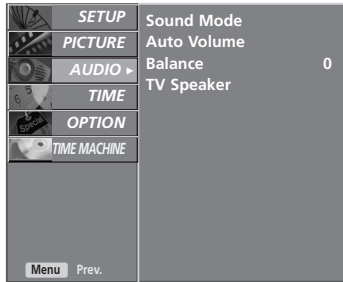 SETUP
PICTURE
AUDIO ►
TIME
OPTION
TIME MACHINE
Sound Mode
Auto Volume
Balance 0
TV Speaker
Menu Prev.